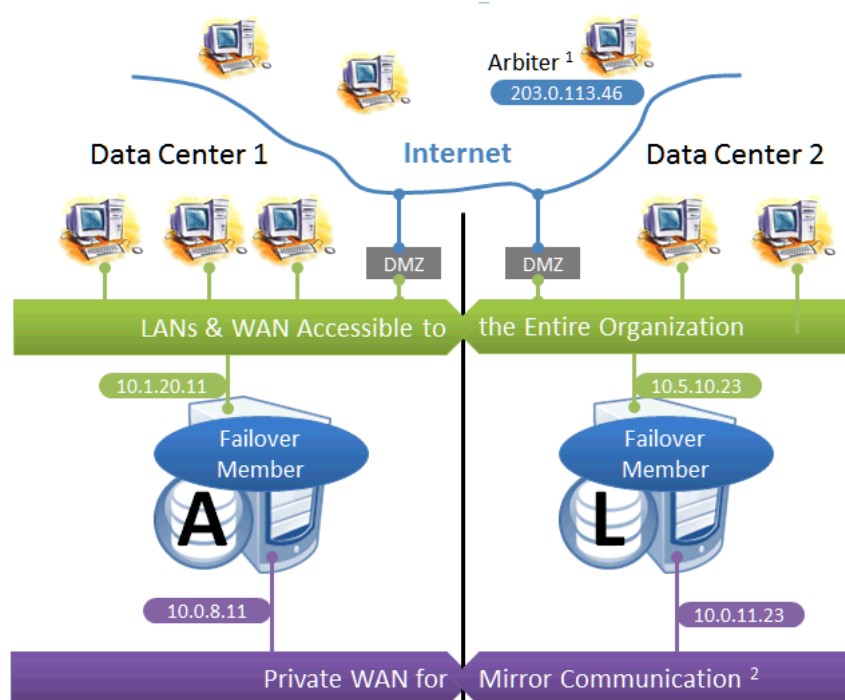 Arbiter 1
203.0.113.46
Data Center 1
Internet
Data Center 2
DMZ
DMZ
LANs & WAN Accessible to the Entire Organization
10.1.20.11
10.5.10.23
Failover
Member
Failover
Member
A
L
10.0.8.11
10.0.11.23
Private WAN for Mirror Communication 2